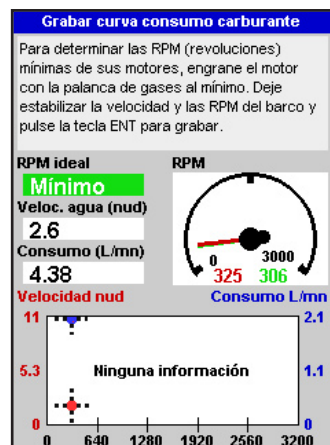 Grabar curva consumo carburante
Para determinar las RPM (revoluciones)
mínimas de sus motores, engrane el motor
con la palanca de gases al mínimo. Deje
estabilizar la velocidad y las RPM del barco y
pulse la tecla ENT para grabar.
RPM ideal
Mínimo
Veloc. agua (nud)
2.6
Consumo (L/mn)
4.38
RPM
0 3000
325 306
Velocidad nud Consumo L/mn
11 2.1
5.3 Ninguna información 1.1
0 0
0 640 1280 1920 2560 3200